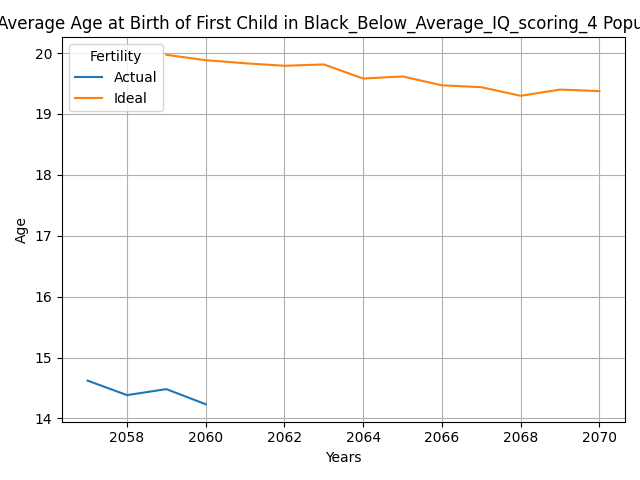 Average Age at Birth of First Child in Black_Below_Average_IQ_scoring_4 Popu
Fertility
Actual
Ideal
20
19
18
17
16
15
14
Age
2058 2060 2062 2064 2066 2068 2070
Years